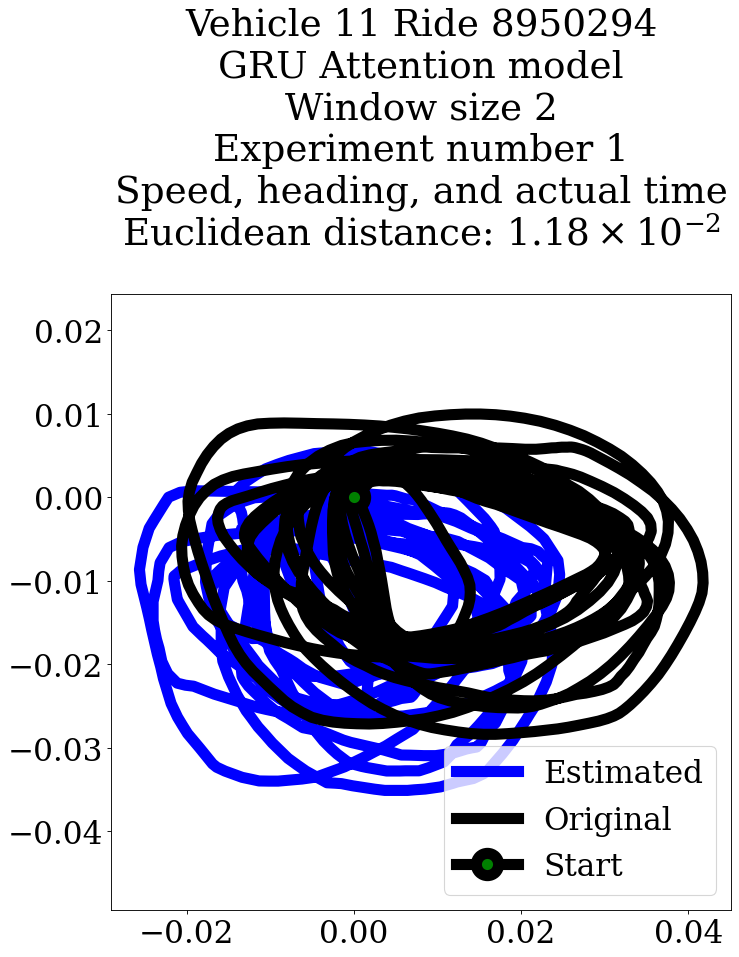 Vehicle 11 Ride 8950294
GRU Attention model
Window size 2
Experiment number 1
Speed, heading, and actual time
Euclidean distance: 1.18 × 10⁻²
0.02
0.01
0.00
−0.01
−0.02
−0.03
−0.04
Estimated
Original
Start
−0.02 0.00 0.02 0.04